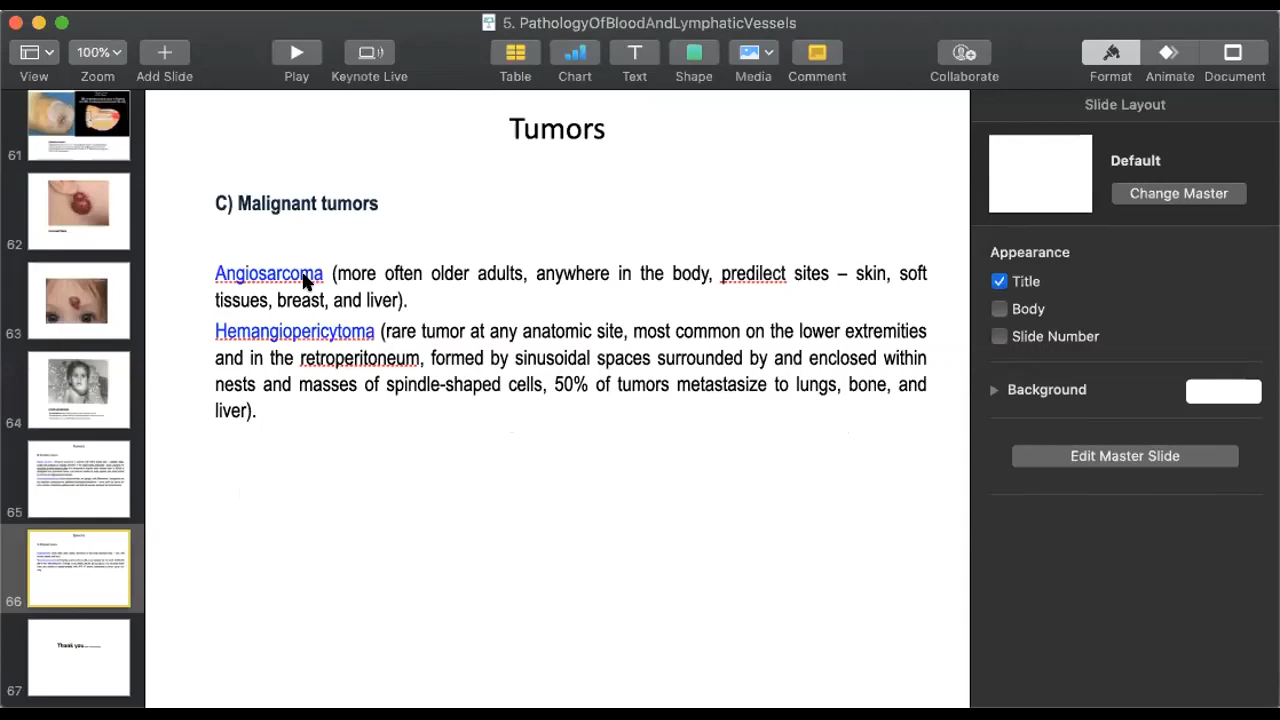 5. PathologyOfBloodAndLymphaticVessels
100%
View
Zoom
Add Slide
Play
Keynote Live
Table
Chart
Text
Shape
Media
Comment
Collaborate
Format
Animate
Document
61
62
63
64
65
66
67
Tumors
Thank you
Tumors
C) Malignant tumors
Angiosarcoma (more often older adults, anywhere in the body, predilect sites – skin, soft
tissues, breast, and liver).
Hemangiopericytoma (rare tumor at any anatomic site, most common on the lower extremities
and in the retroperitoneum, formed by sinusoidal spaces surrounded by and enclosed within
nests and masses of spindle-shaped cells, 50% of tumors metastasize to lungs, bone, and
liver).
Slide Layout
Default
Change Master
Appearance
Title
Body
Slide Number
Background
Edit Master Slide